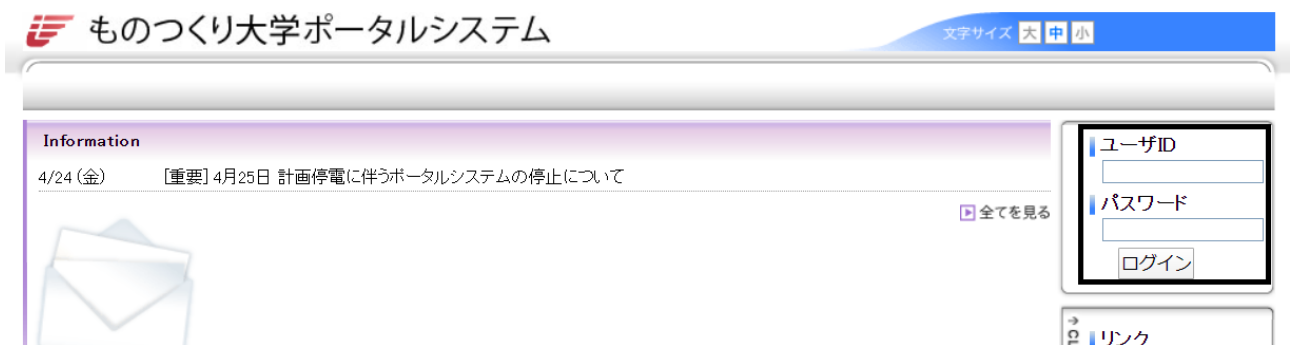 ものつくり大学ポータルシステム
文字サイズ 大 中 小
Information
4/24 (金) [重要] 4月25日 計画停電に伴うポータルシステムの停止について
全てを見る
ユーザID
パスワード
ログイン
リンク